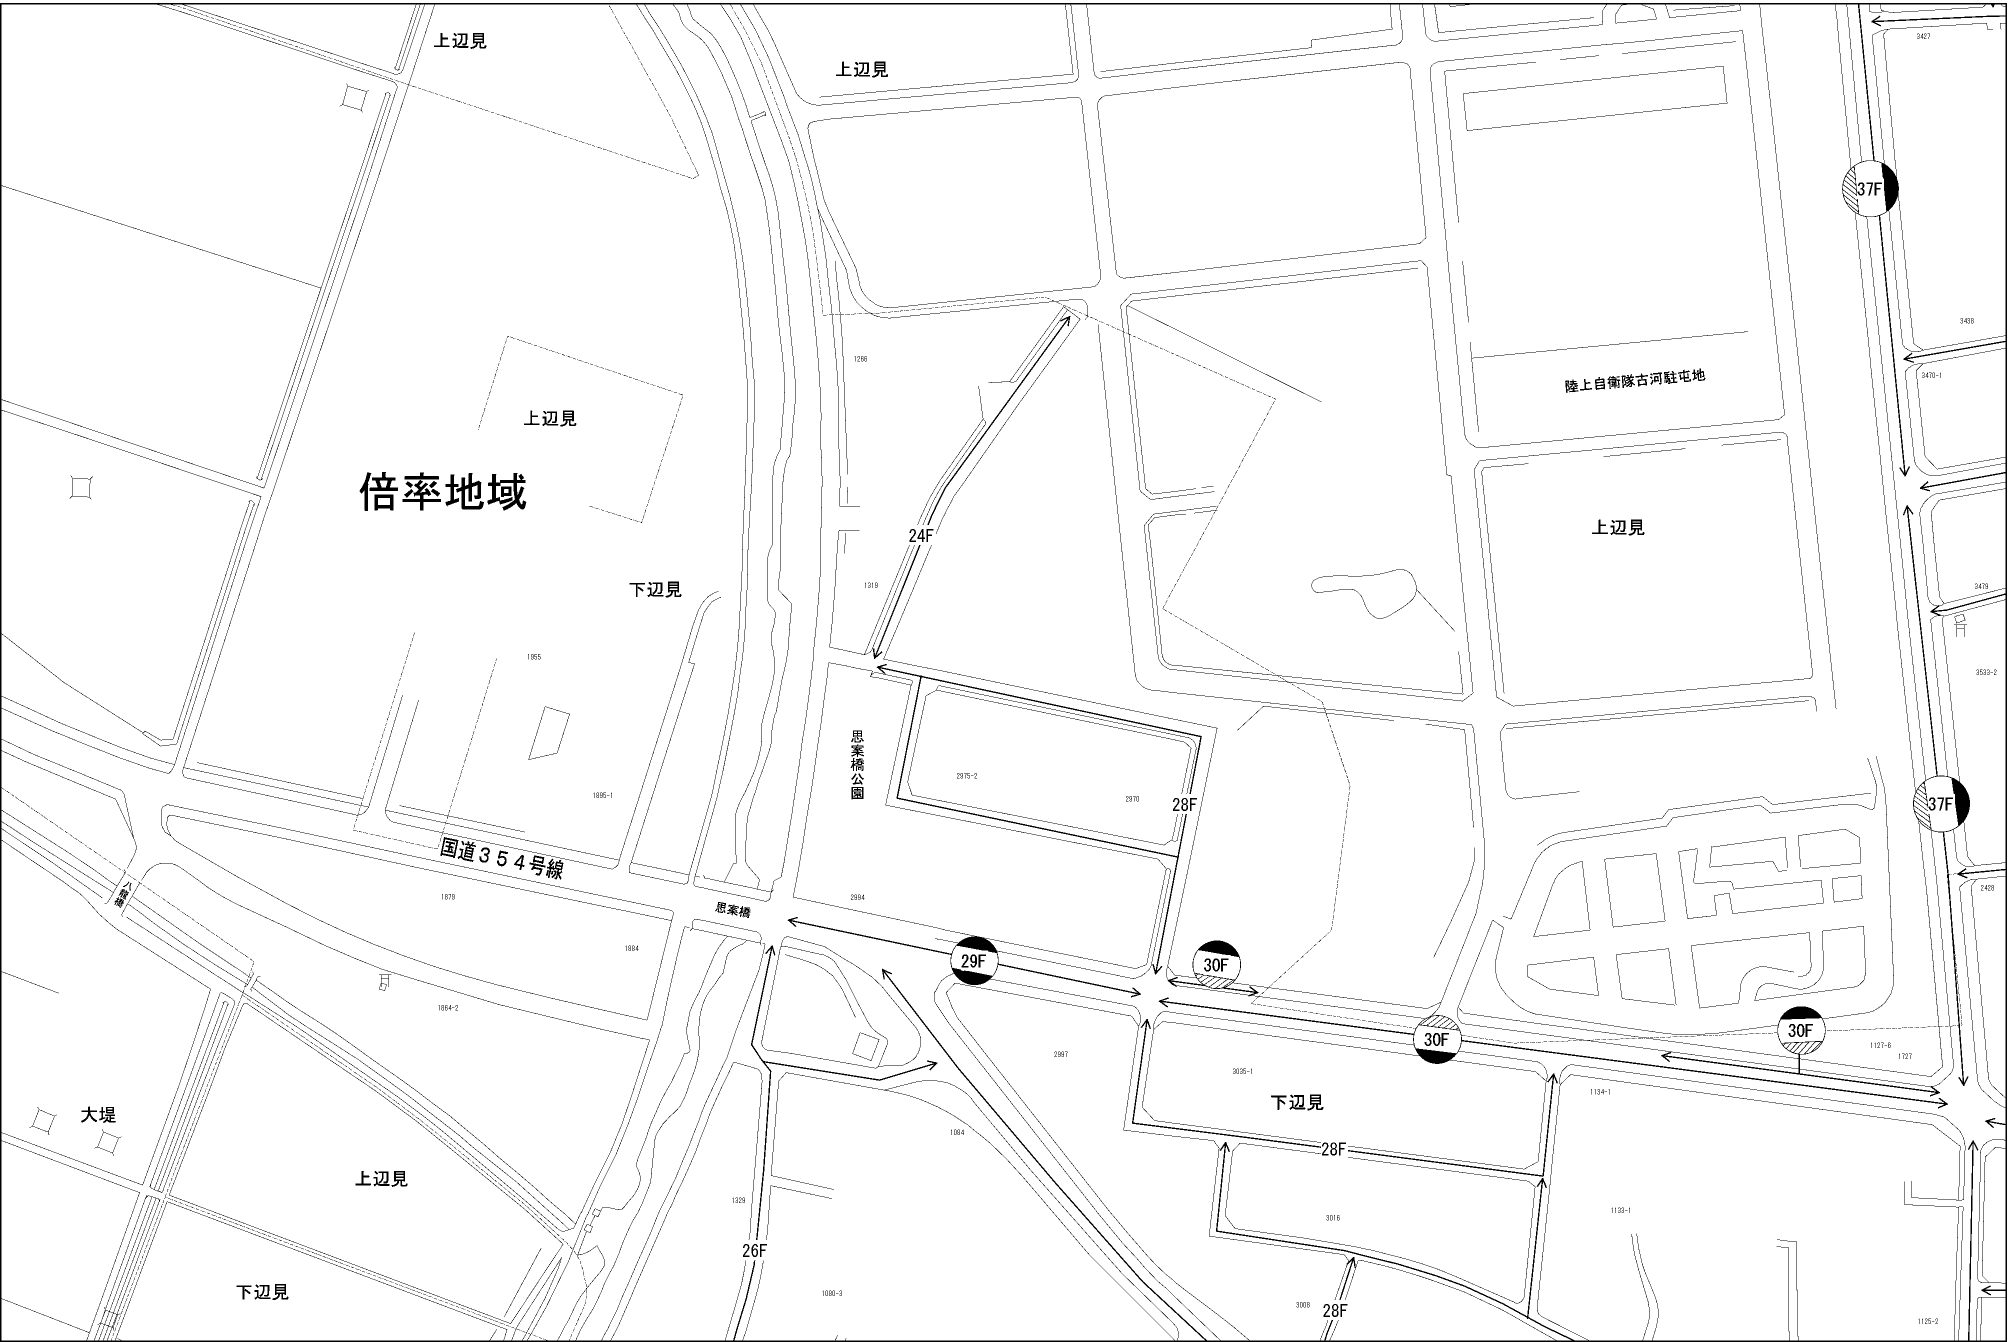 上辺見
上辺見
3427
37F
3438
1266
3470-1
陸上自衛隊古河駐屯地
上辺見
倍率地域
上辺見
24F
下辺見
1319
3479
1955
3533-2
思案橋公園
2975-2
2970
28F
1895-1
37F
国道354号線
八龍橋
1879
2994
思案橋
2428
1884
29F
30F
1864-2
30F
30F
1127-6
1727
2997
3035-1
1134-1
下辺見
大堤
1084
28F
上辺見
1329
3016
1133-1
26F
下辺見
1080-3
3008
28F
1125-2